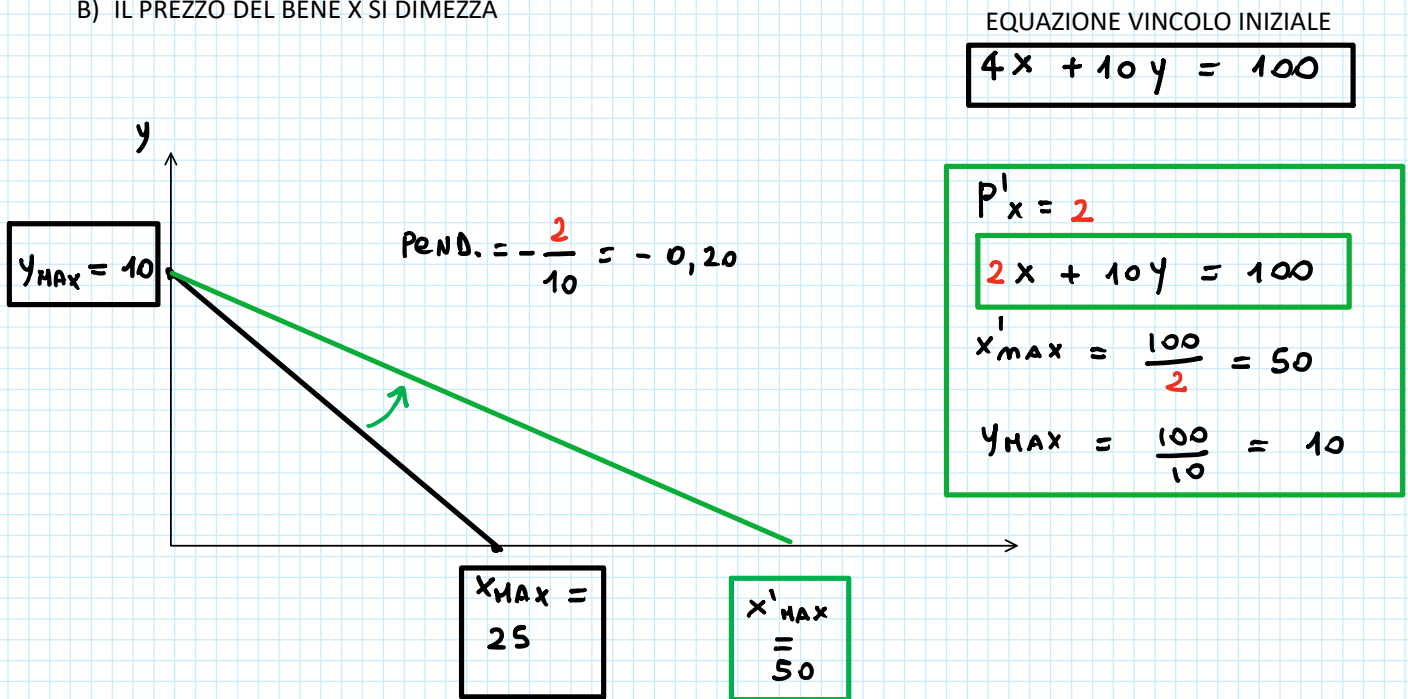 B) IL PREZZO DEL BENE X SI DIMEZZA
EQUAZIONE VINCOLO INIZIALE
4x + 10y = 100
y
yMAX = 10
PEND. = - 2/10 = - 0,20
P'x = 2
2x + 10y = 100
x'MAX = 100/2 = 50
yMAX = 100/10 = 10
xMAX =
25
x'MAX
=
50